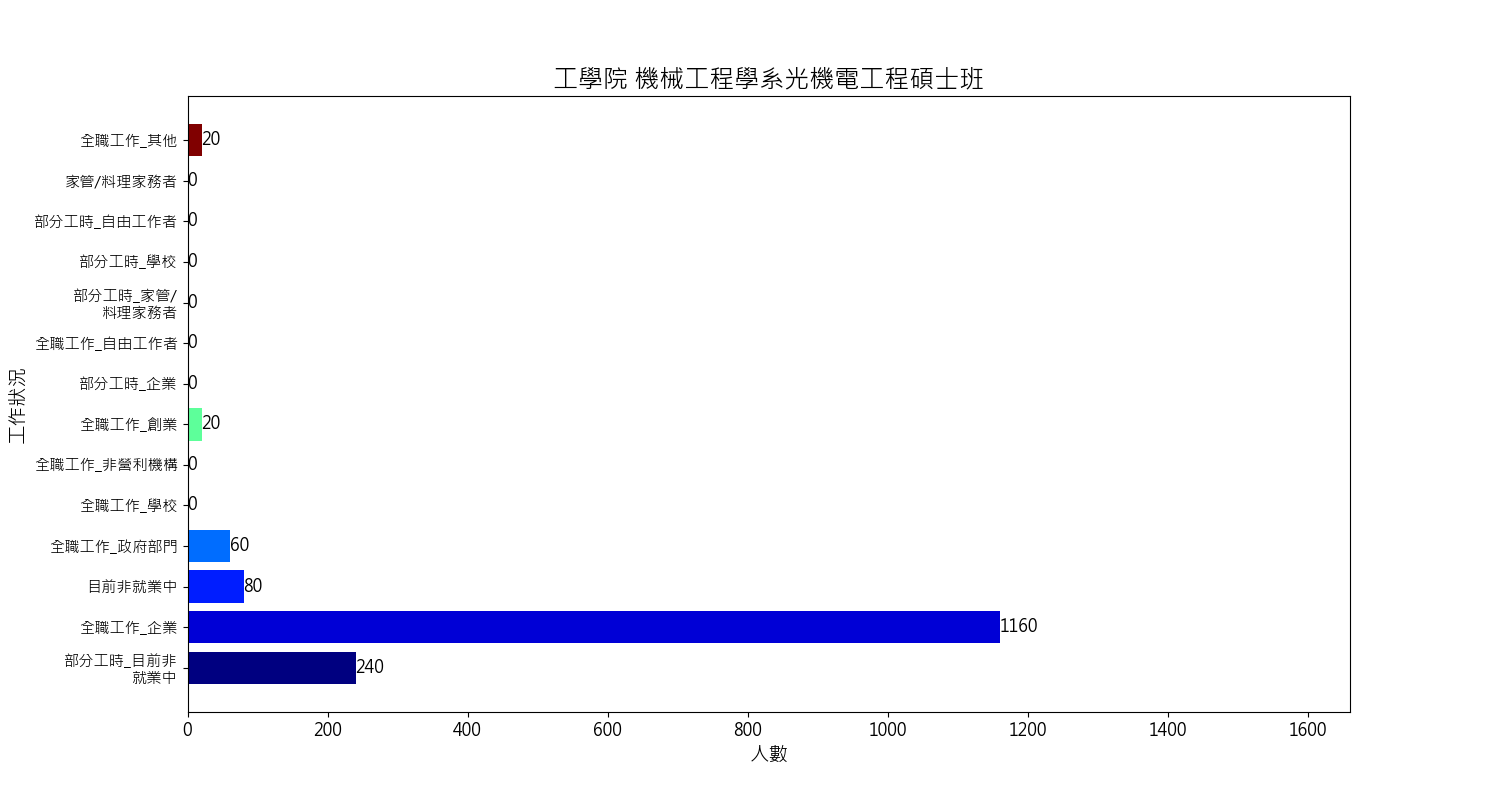 工學院 機械工程學系光機電工程碩士班
工作狀況
全職工作_其他
20
家管/料理家務者
0
部分工時_自由工作者
0
部分工時_學校
0
部分工時_家管/
料理家務者
0
全職工作_自由工作者
0
部分工時_企業
0
全職工作_創業
20
全職工作_非營利機構
0
全職工作_學校
0
全職工作_政府部門
60
目前非就業中
80
全職工作_企業
1160
部分工時_目前非
就業中
240
0 200 400 600 800 1000 1200 1400 1600
人數